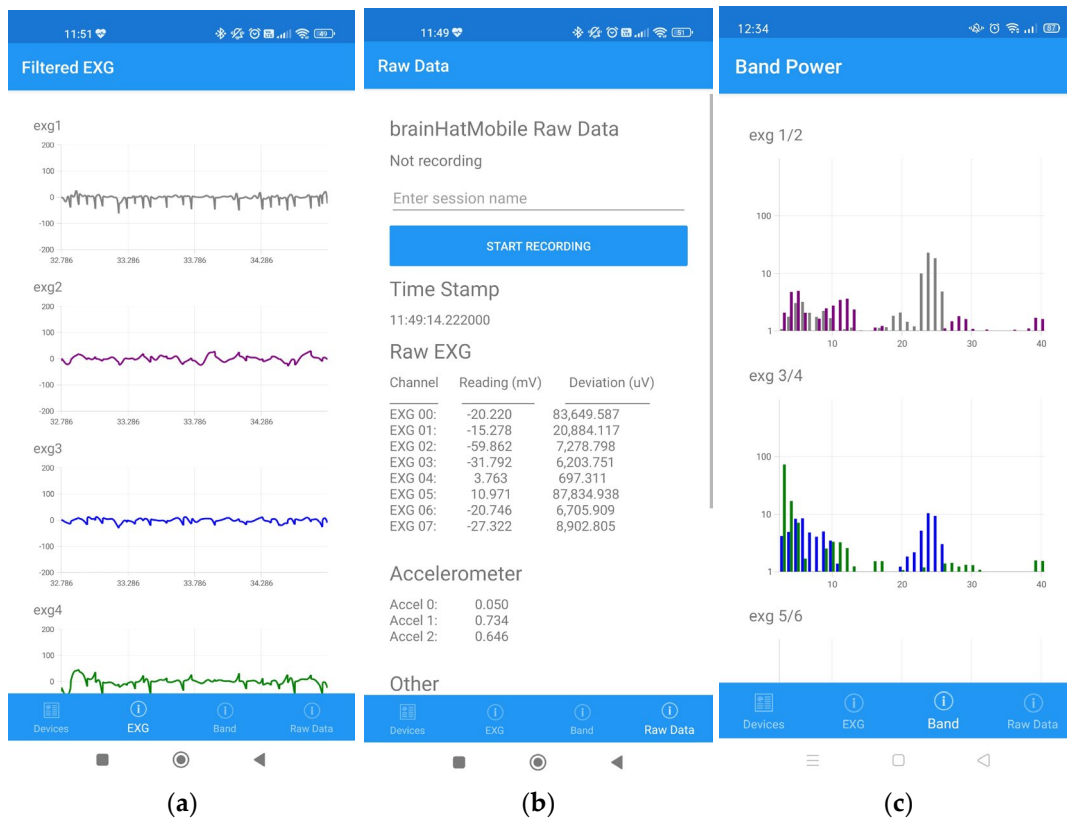 11:51
49
Filtered EXG
exg1
200
100
0
-100
-200
32.786 33.286 33.786 34.286
exg2
200
100
0
-100
-200
32.786 33.286 33.786 34.286
exg3
200
100
0
-100
-200
32.786 33.286 33.786 34.286
exg4
200
100
0
Devices EXG Band Raw Data
(a)
11:49
51
Raw Data
brainHatMobile Raw Data
Not recording
Enter session name
START RECORDING
Time Stamp
11:49:14.222000
Raw EXG
Channel Reading (mV) Deviation (uV)
EXG 00: -20.220 83,649.587
EXG 01: -15.278 20,884.117
EXG 02: -59.862 7,278.798
EXG 03: -31.792 6,203.751
EXG 04: 3.763 697.311
EXG 05: 10.971 87,834.938
EXG 06: -20.746 6,705.909
EXG 07: -27.322 8,902.805
Accelerometer
Accel 0: 0.050
Accel 1: 0.734
Accel 2: 0.646
Other
Devices EXG Band Raw Data
(b)
12:34
67
Band Power
exg 1/2
100
10
1
10 20 30 40
exg 3/4
100
10
1
10 20 30 40
exg 5/6
Devices EXG Band Raw Data
(c)